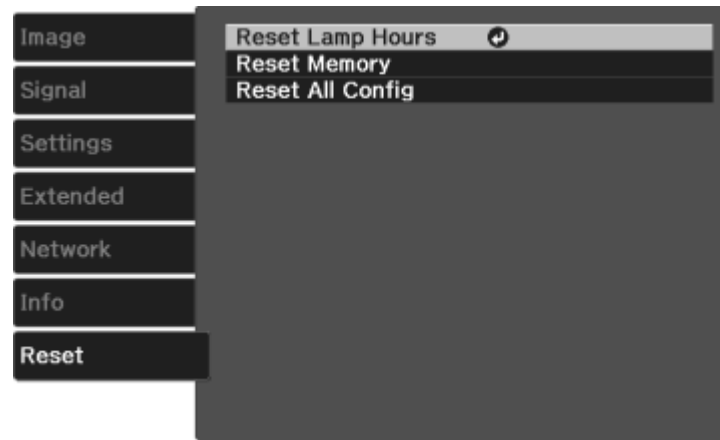 Image
Signal
Settings
Extended
Network
Info
Reset
Reset Lamp Hours
Reset Memory
Reset All Config